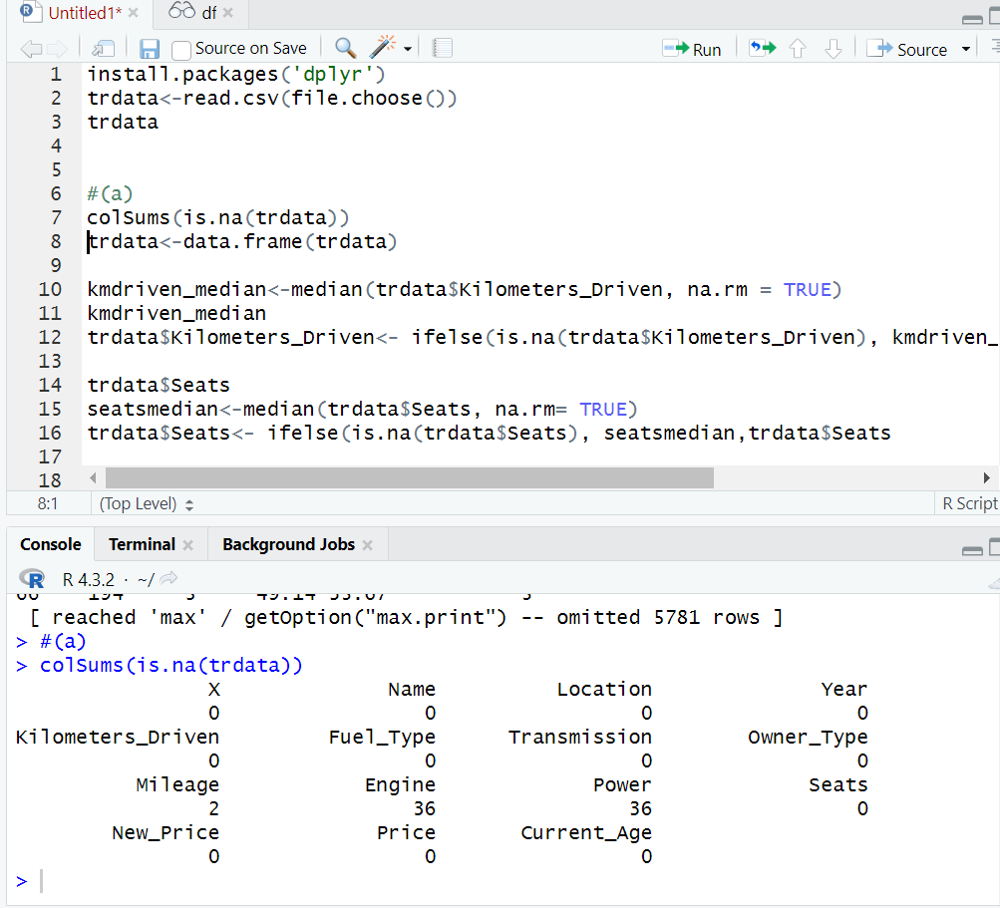 Untitled1* × df ×
Source on Save Run Source
1 install.packages('dplyr')
2 trdata<-read.csv(file.choose())
3 trdata
4
5
6 #(a)
7 colSums(is.na(trdata))
8 trdata<-data.frame(trdata)
9
10 kmdriven_median<-median(trdata$Kilometers_Driven, na.rm = TRUE)
11 kmdriven_median
12 trdata$Kilometers_Driven<- ifelse(is.na(trdata$Kilometers_Driven), kmdriven_
13
14 trdata$Seats
15 seatsmedian<-median(trdata$Seats, na.rm= TRUE)
16 trdata$Seats<- ifelse(is.na(trdata$Seats), seatsmedian,trdata$Seats
17
18
8:1 (Top Level) R Script
Console Terminal × Background Jobs ×
R R 4.3.2 · ~/
[ reached 'max' / getOption("max.print") -- omitted 5781 rows ]
> #(a)
> colSums(is.na(trdata))
X Name Location Year
0 0 0 0
Kilometers_Driven Fuel_Type Transmission Owner_Type
0 0 0 0
Mileage Engine Power Seats
2 36 36 0
New_Price Price Current_Age
0 0 0
>